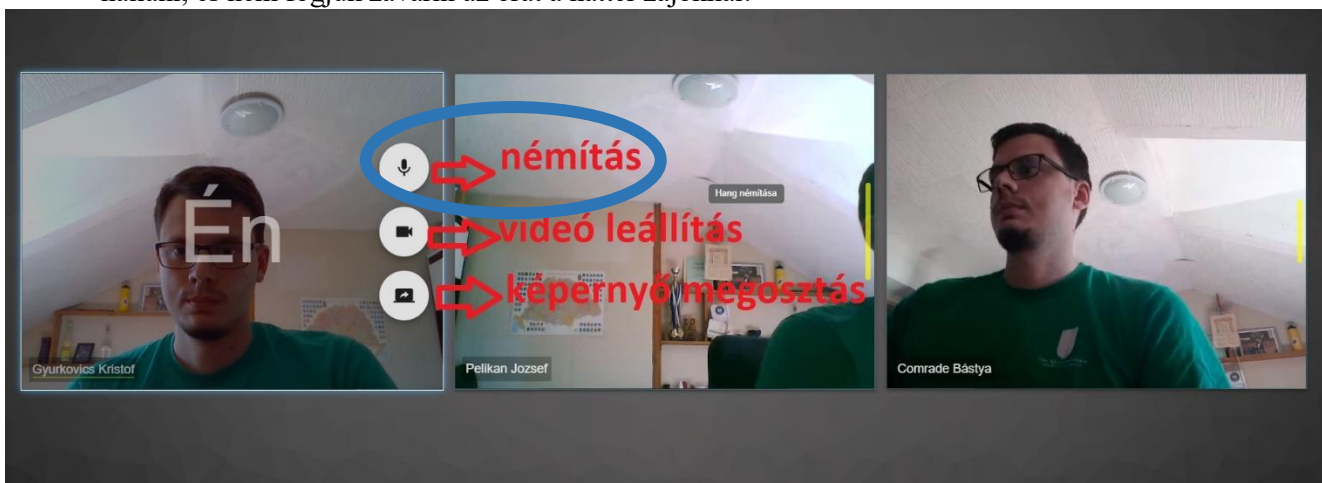 Én
némítás
Hang némítása
videó leállítás
képernyő megosztás
Gyurkovics Kristof
Pelikan Jozsef
Comrade Bástya